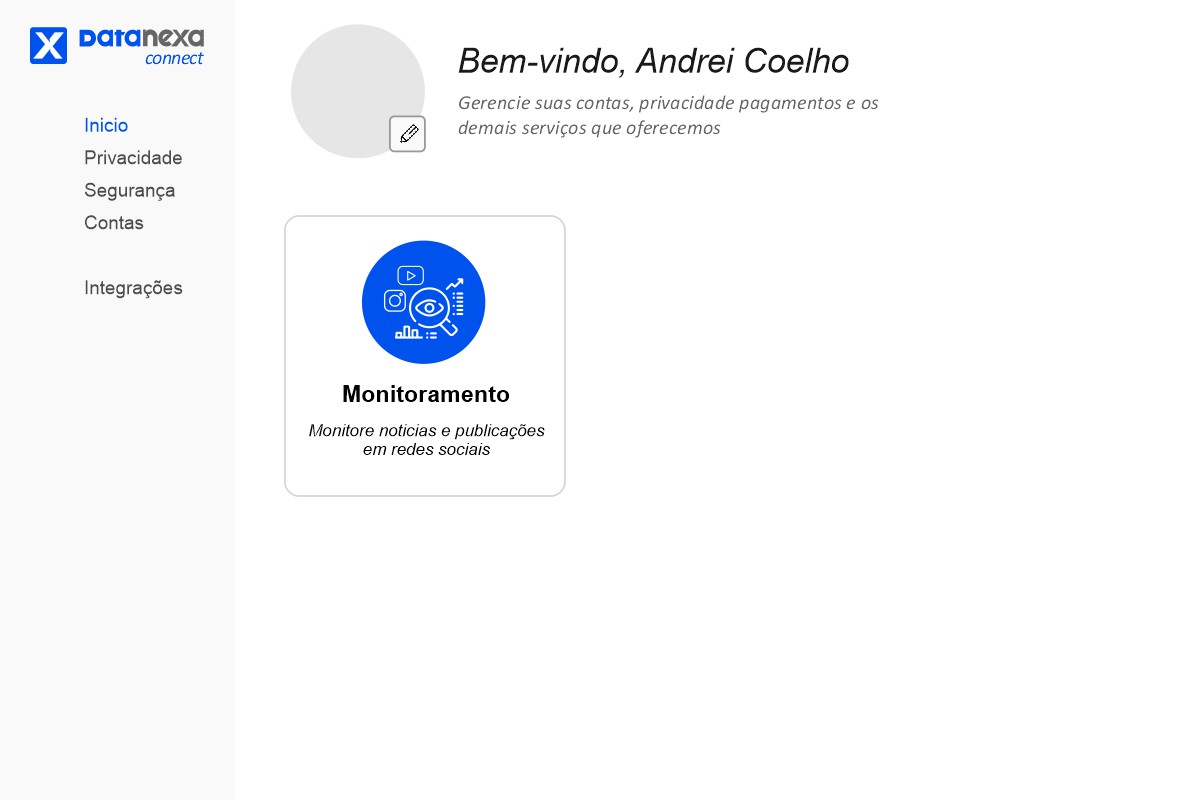 X Datanexa
connect
Inicio
Privacidade
Segurança
Contas
Integrações
Bem-vindo, Andrei Coelho
Gerencie suas contas, privacidade pagamentos e os
demais serviços que oferecemos
Monitoramento
Monitore noticias e publicações
em redes sociais